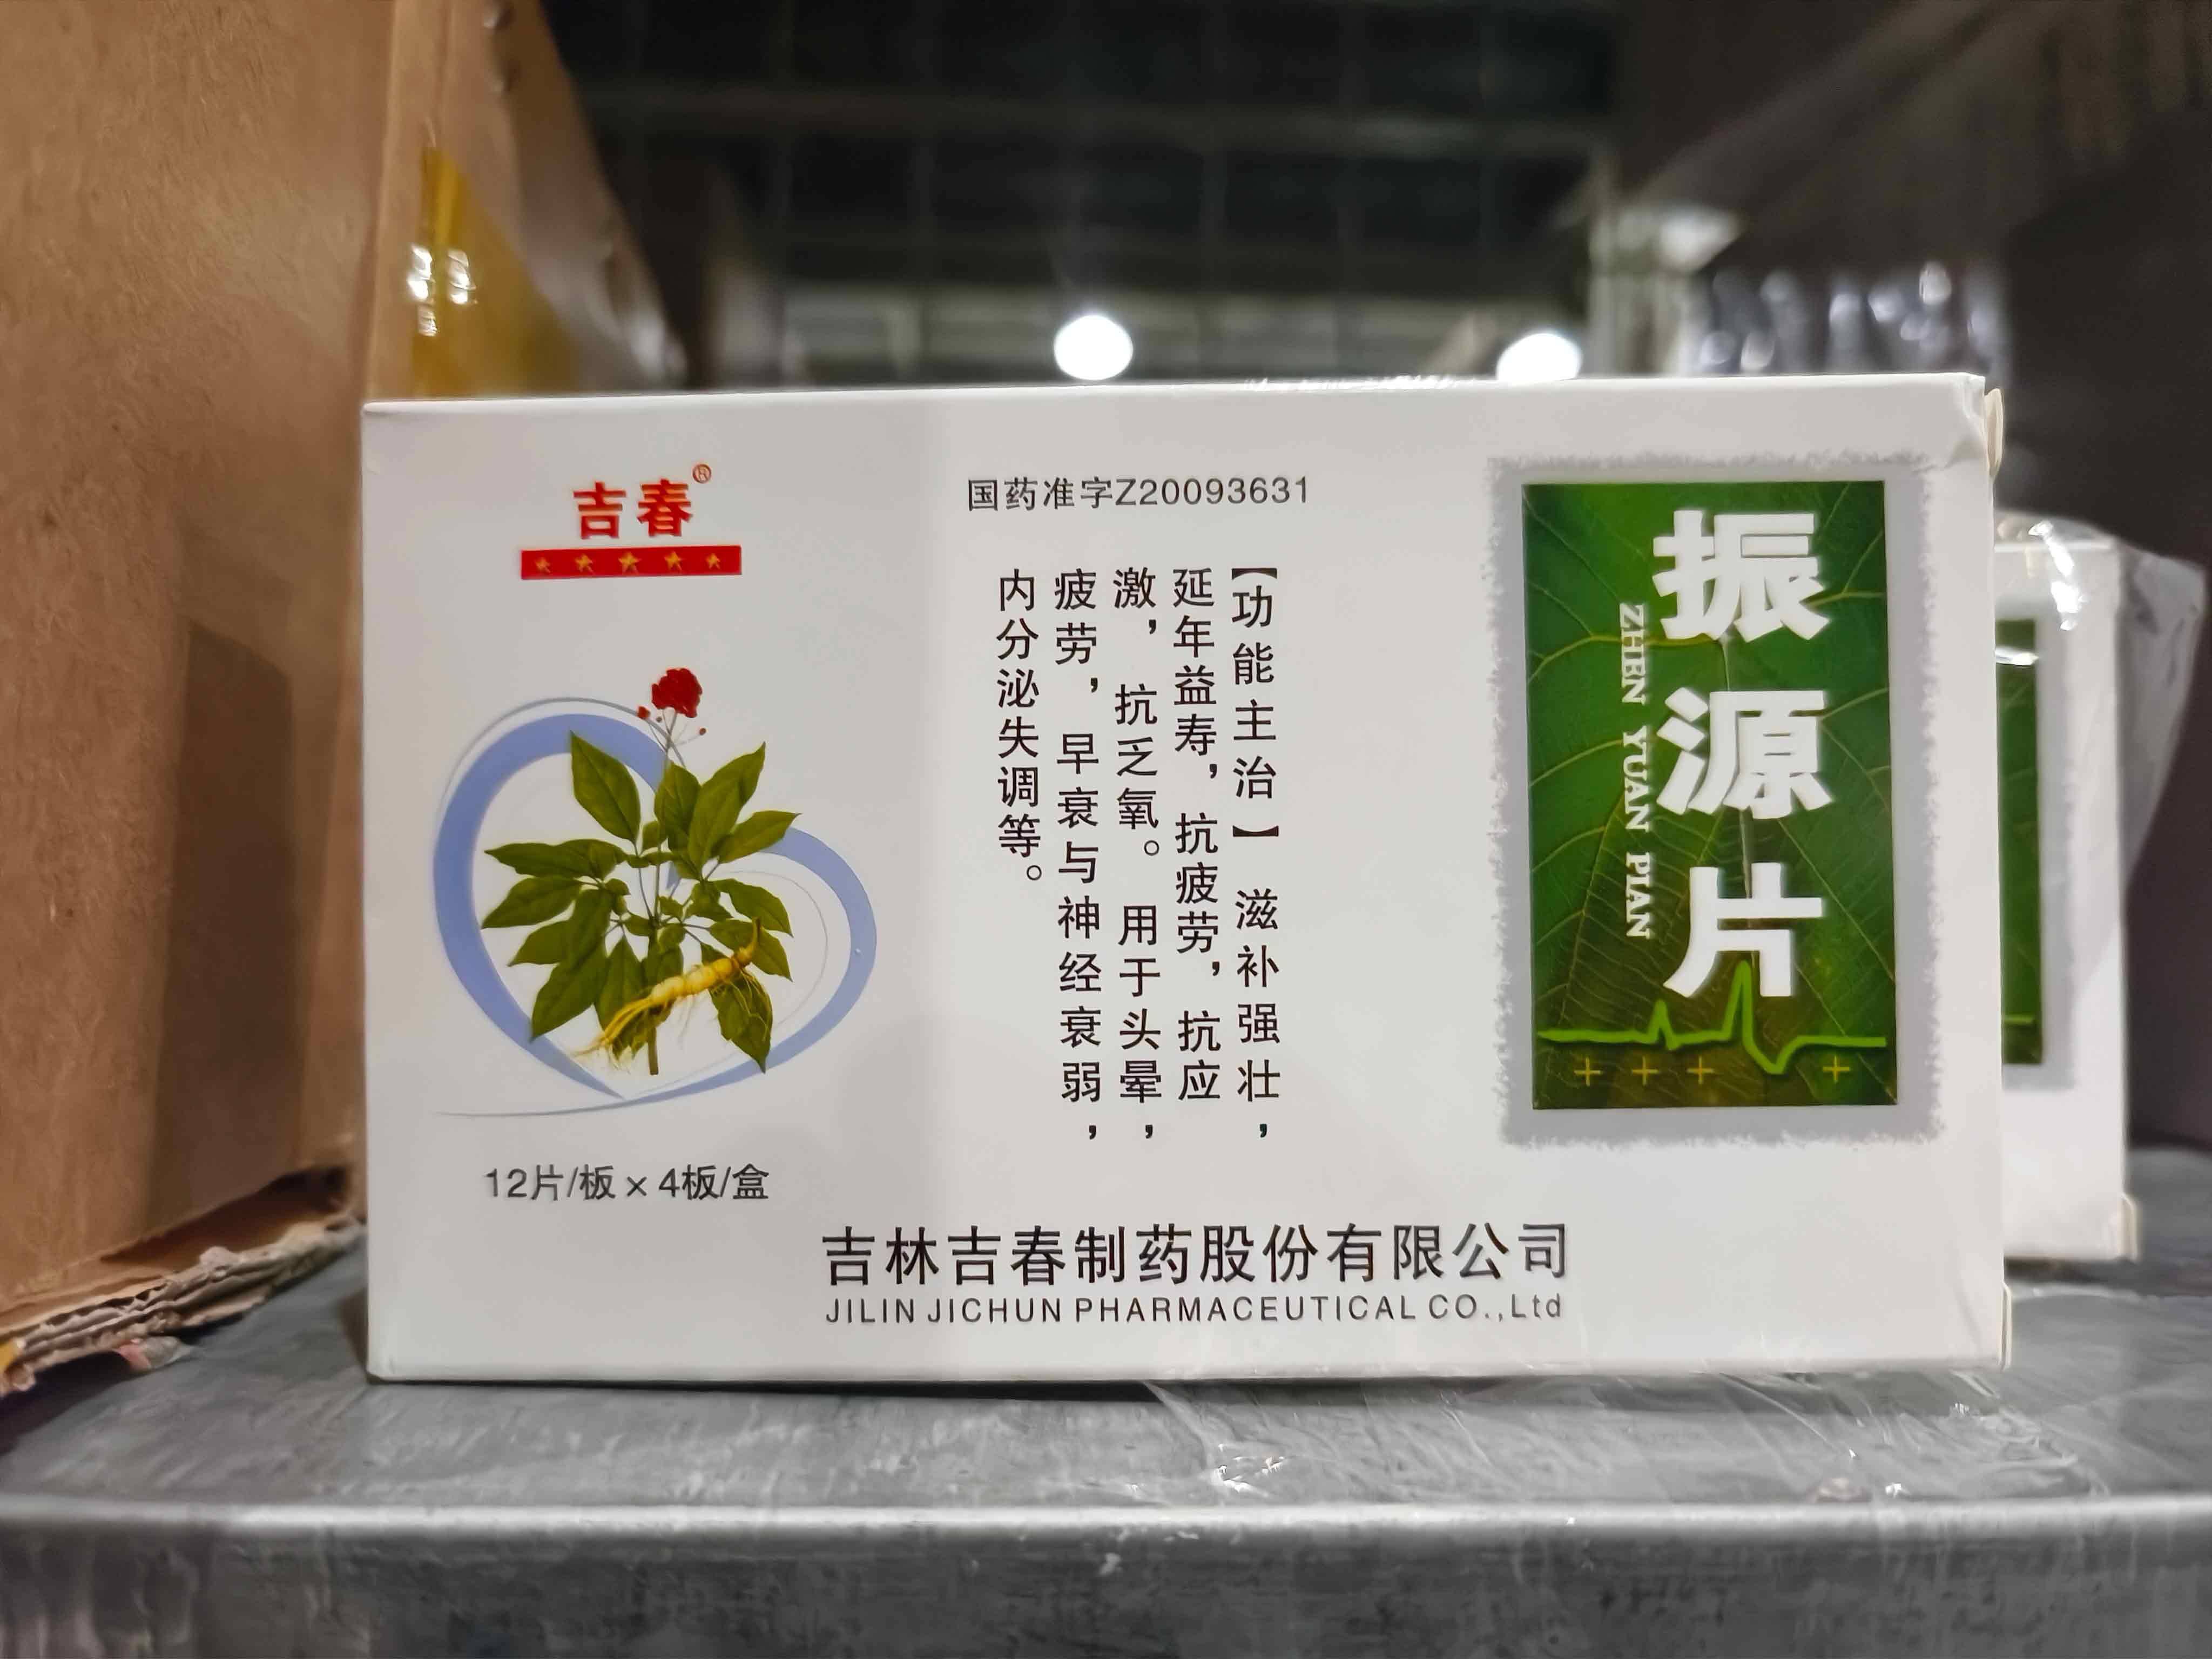 吉春®
国药准字Z20093631
【功能主治】 滋补强壮，
延年益寿，抗疲劳，抗应
激，抗乏氧。用于头晕，
疲劳，早衰与神经衰弱，
内分泌失调等。
振源片
ZHEN YUAN PIAN
12片/板×4板/盒
吉林吉春制药股份有限公司
JILIN JICHUN PHARMACEUTICAL CO.,Ltd